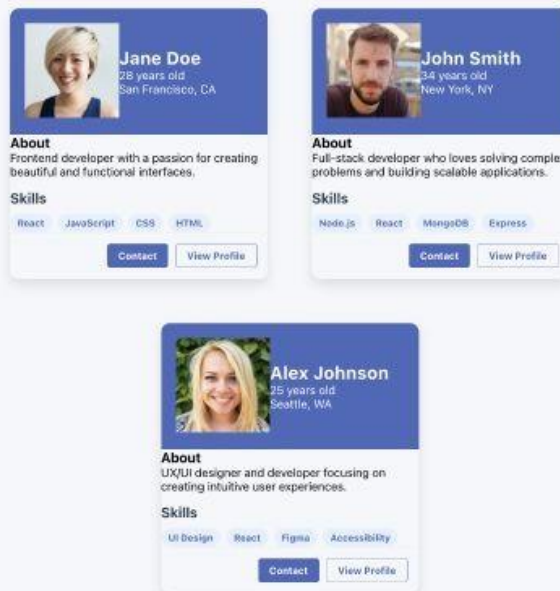 Jane Doe
28 years old
San Francisco, CA
About
Frontend developer with a passion for creating
beautiful and functional interfaces.
Skills
React JavaScript CSS HTML
Contact View Profile
John Smith
34 years old
New York, NY
About
Full-stack developer who loves solving comple
problems and building scalable applications.
Skills
Node.js React MongoDB Express
Contact View Profile
Alex Johnson
25 years old
Seattle, WA
About
UX/UI designer and developer focusing on
creating intuitive user experiences.
Skills
UI Design React Figma Accessibility
Contact View Profile